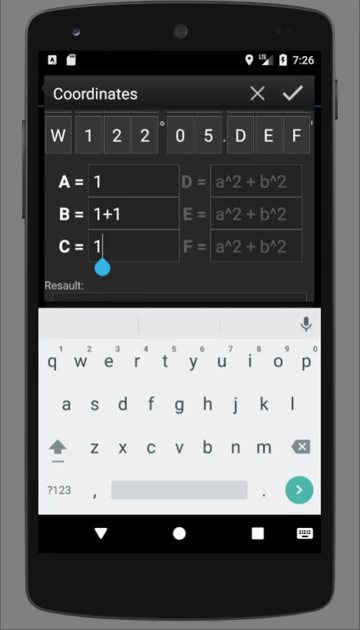 LTE 7:26
Coordinates
W 1 2 2 ° 0 5 . D E F '
A = 1 D = a^2 + b^2
B = 1+1 E = a^2 + b^2
C = 1 F = a^2 + b^2
Resault:
1 2 3 4 5 6 7 8 9 0
q w e r t y u i o p
a s d f g h j k l
z x c v b n m
?123 , .